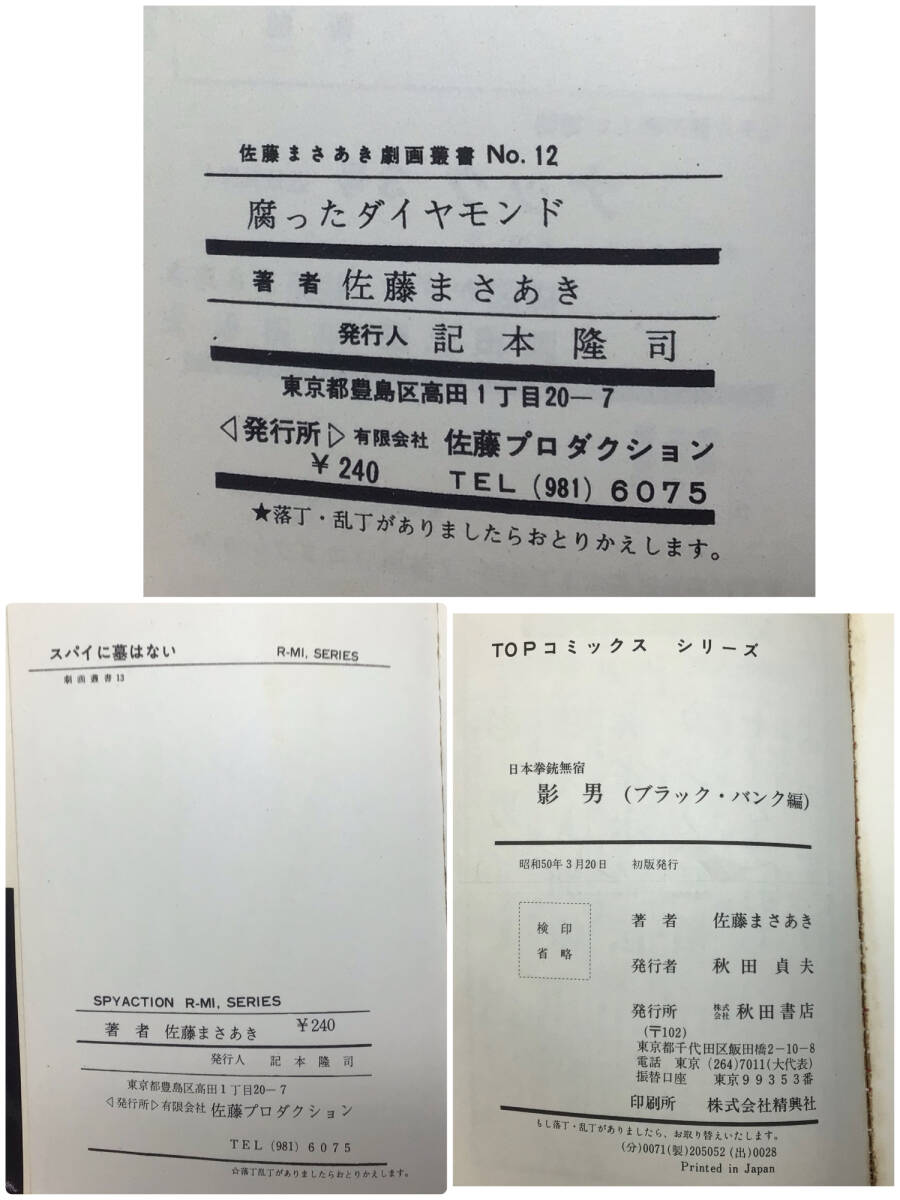 佐藤まさあき劇画叢書 No. 12
腐ったダイヤモンド
著者 佐藤まさあき
発行人 記本隆司
東京都豊島区高田1丁目20—7
◁発行所▷ 有限会社 佐藤プロダクション
￥240 TEL (981) 6075
★落丁・乱丁がありましたらおとりかえします。
スパイに墓はない R-MI, SERIES
劇画叢書13
SPYACTION R-MI, SERIES
著者 佐藤まさあき ￥240
発行人 記本隆司
東京都豊島区高田1丁目20—7
◁発行所▷有限会社 佐藤プロダクション
TEL (981) 6075
☆落丁乱丁がありましたらおとりかえします。
TOPコミックス シリーズ
日本拳銃無宿
影男 (ブラック・バンク編)
昭和50年3月20日 初版発行
検印
省略
著者 佐藤まさあき
発行者 秋田貞夫
発行所 株式会社 秋田書店
(〒102)
東京都千代田区飯田橋2-10-8
電話 東京 (264)7011(大代表)
振替口座 東京99353番
印刷所 株式会社精興社
もし落丁・乱丁がありましたら、お取り替えいたします。
(分)0071(製)205052(出)0028
Printed in Japan